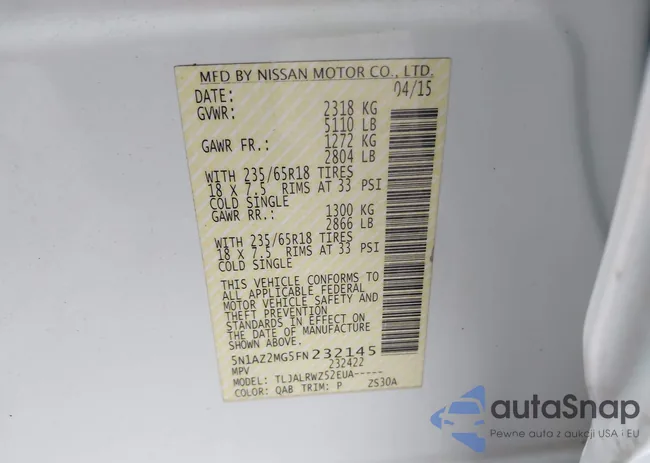 MFD BY NISSAN MOTOR CO., LTD.
DATE: 04/15
GVWR: 2318 KG
5110 LB
GAWR FR.: 1272 KG
2804 LB
WITH 235/65R18 TIRES
18 X 7.5 RIMS AT 33 PSI
COLD SINGLE
GAWR RR.: 1300 KG
2866 LB
WITH 235/65R18 TIRES
18 X 7.5 RIMS AT 33 PSI
COLD SINGLE
THIS VEHICLE CONFORMS TO
ALL APPLICABLE FEDERAL
MOTOR VEHICLE SAFETY AND
THEFT PREVENTION
STANDARDS IN EFFECT ON
THE DATE OF MANUFACTURE
SHOWN ABOVE.
5N1AZ2MG5FN232145
MPV 232422
MODEL: TLJALRWZ52EUA-----
COLOR: QAB TRIM: P ZS30A
autaSnap
Pewne auta z aukcji USA · EU